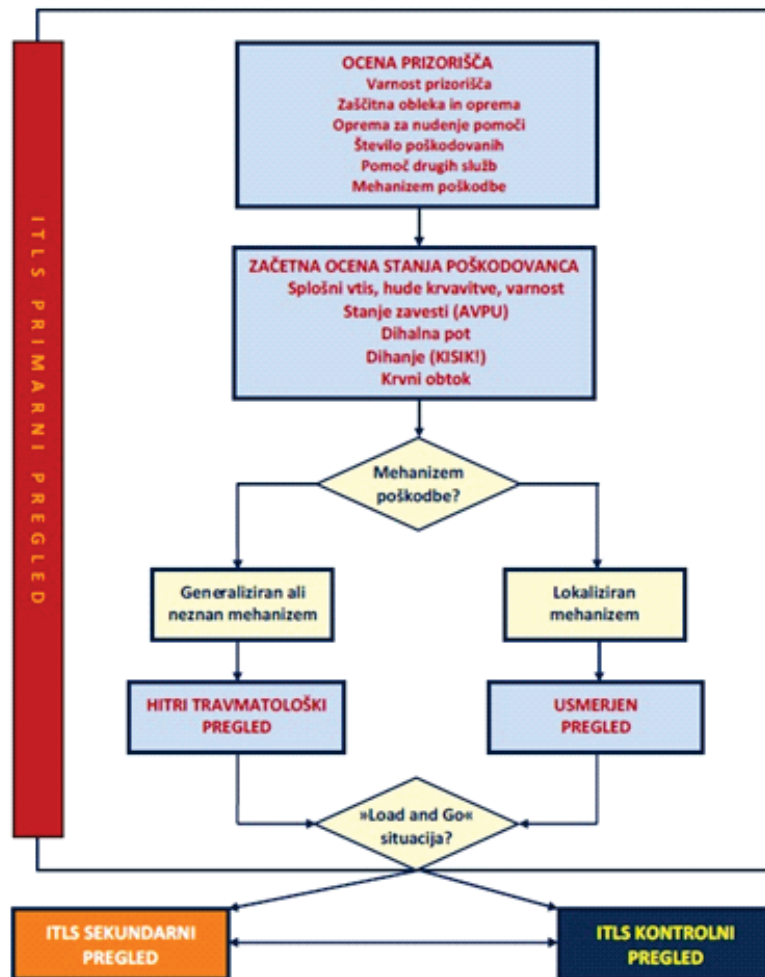 ITLS PRIMARNI PREGLED
OCENA PRIZORIŠČA
Varnost prizorišča
Zaščitna obleka in oprema
Oprema za nudenje pomoči
Število poškodovanih
Pomoč drugih služb
Mehanizem poškodbe
ZAČETNA OCENA STANJA POŠKODOVANCA
Splošni vtis, hude krvavitve, varnost
Stanje zavesti (AVPU)
Dihalna pot
Dihanje (KISIK!)
Krvni obtok
Mehanizem
poškodbe?
Generaliziran ali
neznan mehanizem
Lokaliziran
mehanizem
HITRI TRAVMATOLOŠKI
PREGLED
USMERJEN
PREGLED
»Load and Go«
situacija?
ITLS SEKUNDARNI
PREGLED
ITLS KONTROLNI
PREGLED